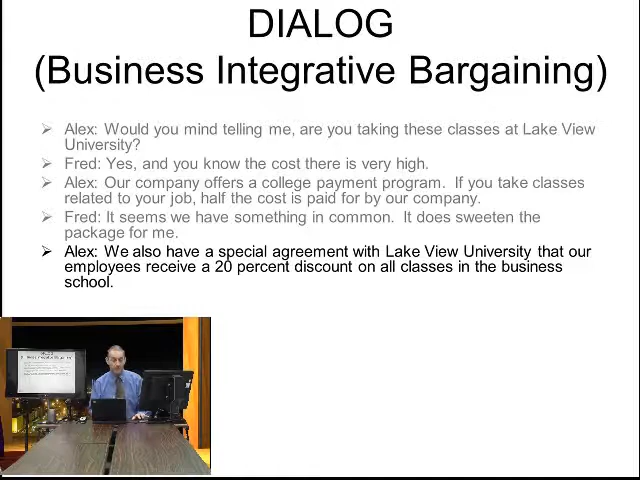 DIALOG
(Business Integrative Bargaining)
➢ Alex: Would you mind telling me, are you taking these classes at Lake View
University?
➢ Fred: Yes, and you know the cost there is very high.
➢ Alex: Our company offers a college payment program. If you take classes
related to your job, half the cost is paid for by our company.
➢ Fred: It seems we have something in common. It does sweeten the
package for me.
➢ Alex: We also have a special agreement with Lake View University that our
employees receive a 20 percent discount on all classes in the business
school.